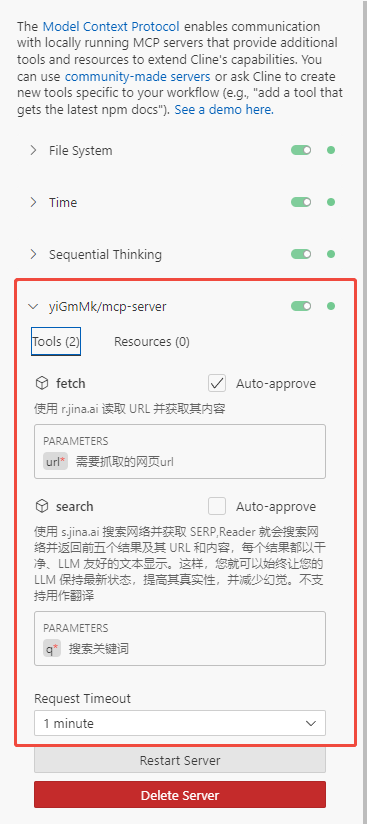 The Model Context Protocol enables communication
with locally running MCP servers that provide additional
tools and resources to extend Cline's capabilities. You
can use community-made servers or ask Cline to create
new tools specific to your workflow (e.g., "add a tool that
gets the latest npm docs"). See a demo here.
File System
Time
Sequential Thinking
yiGmMk/mcp-server
Tools (2) Resources (0)
fetch Auto-approve
使用 r.jina.ai 读取 URL 并获取其内容
PARAMETERS
url* 需要抓取的网页url
search Auto-approve
使用 s.jina.ai 搜索网络并获取 SERP,Reader 就会搜索网
络并返回前五个结果及其 URL 和内容，每个结果都以干
净、LLM 友好的文本显示。这样，您就可以始终让您的
LLM 保持最新状态，提高其真实性，并减少幻觉。不支
持用作翻译
PARAMETERS
q* 搜索关键词
Request Timeout
1 minute
Restart Server
Delete Server